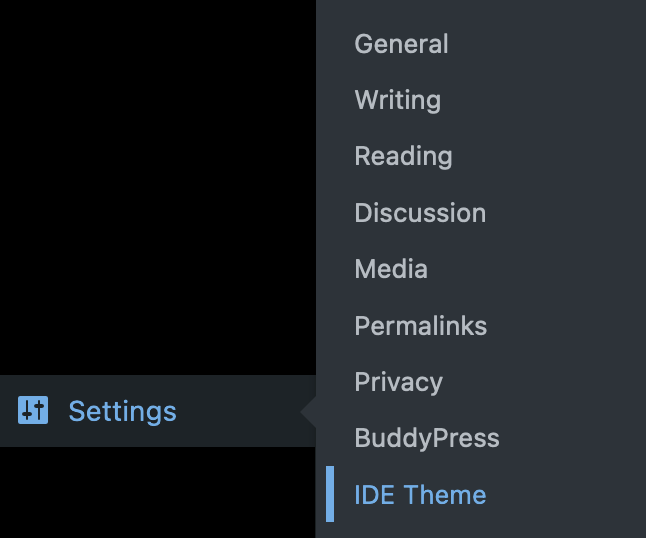 General
Writing
Reading
Discussion
Media
Permalinks
Privacy
Settings
BuddyPress
IDE Theme